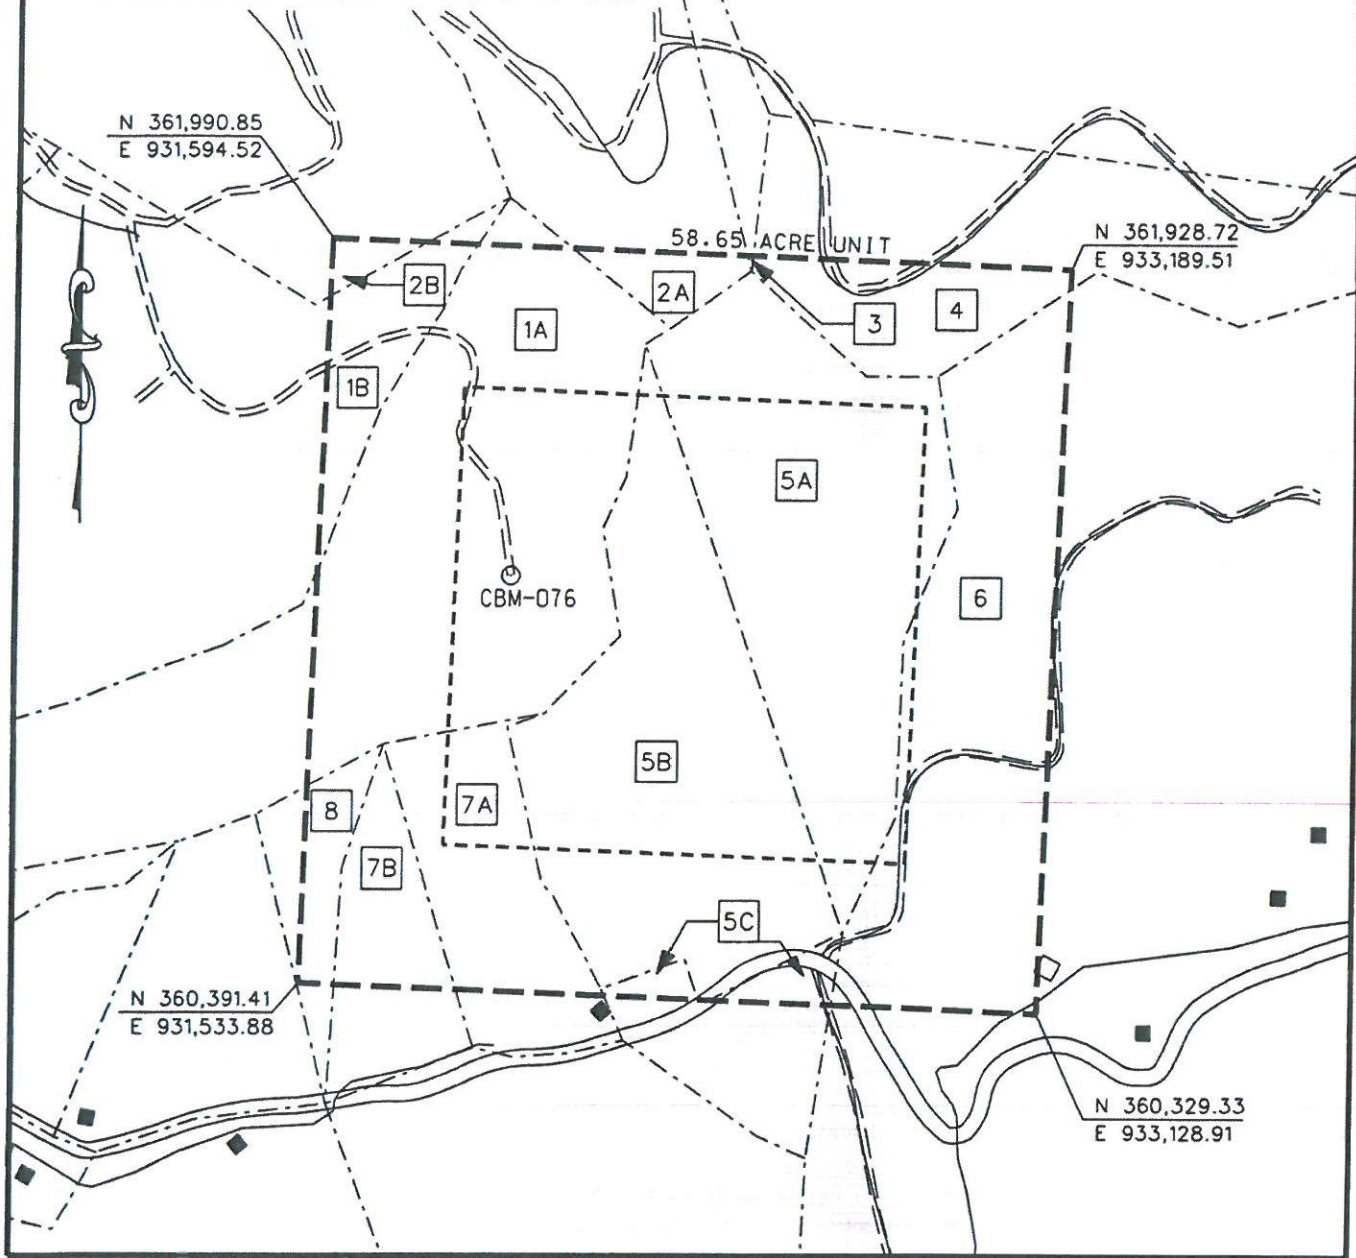 N 361,990.85
E 931,594.52
58.65 ACRE UNIT
N 361,928.72
E 933,189.51
2B
2A
1A
3
4
1B
5A
CBM-076
6
5B
8
7A
7B
5C
N 360,391.41
E 931,533.88
N 360,329.33
E 933,128.91